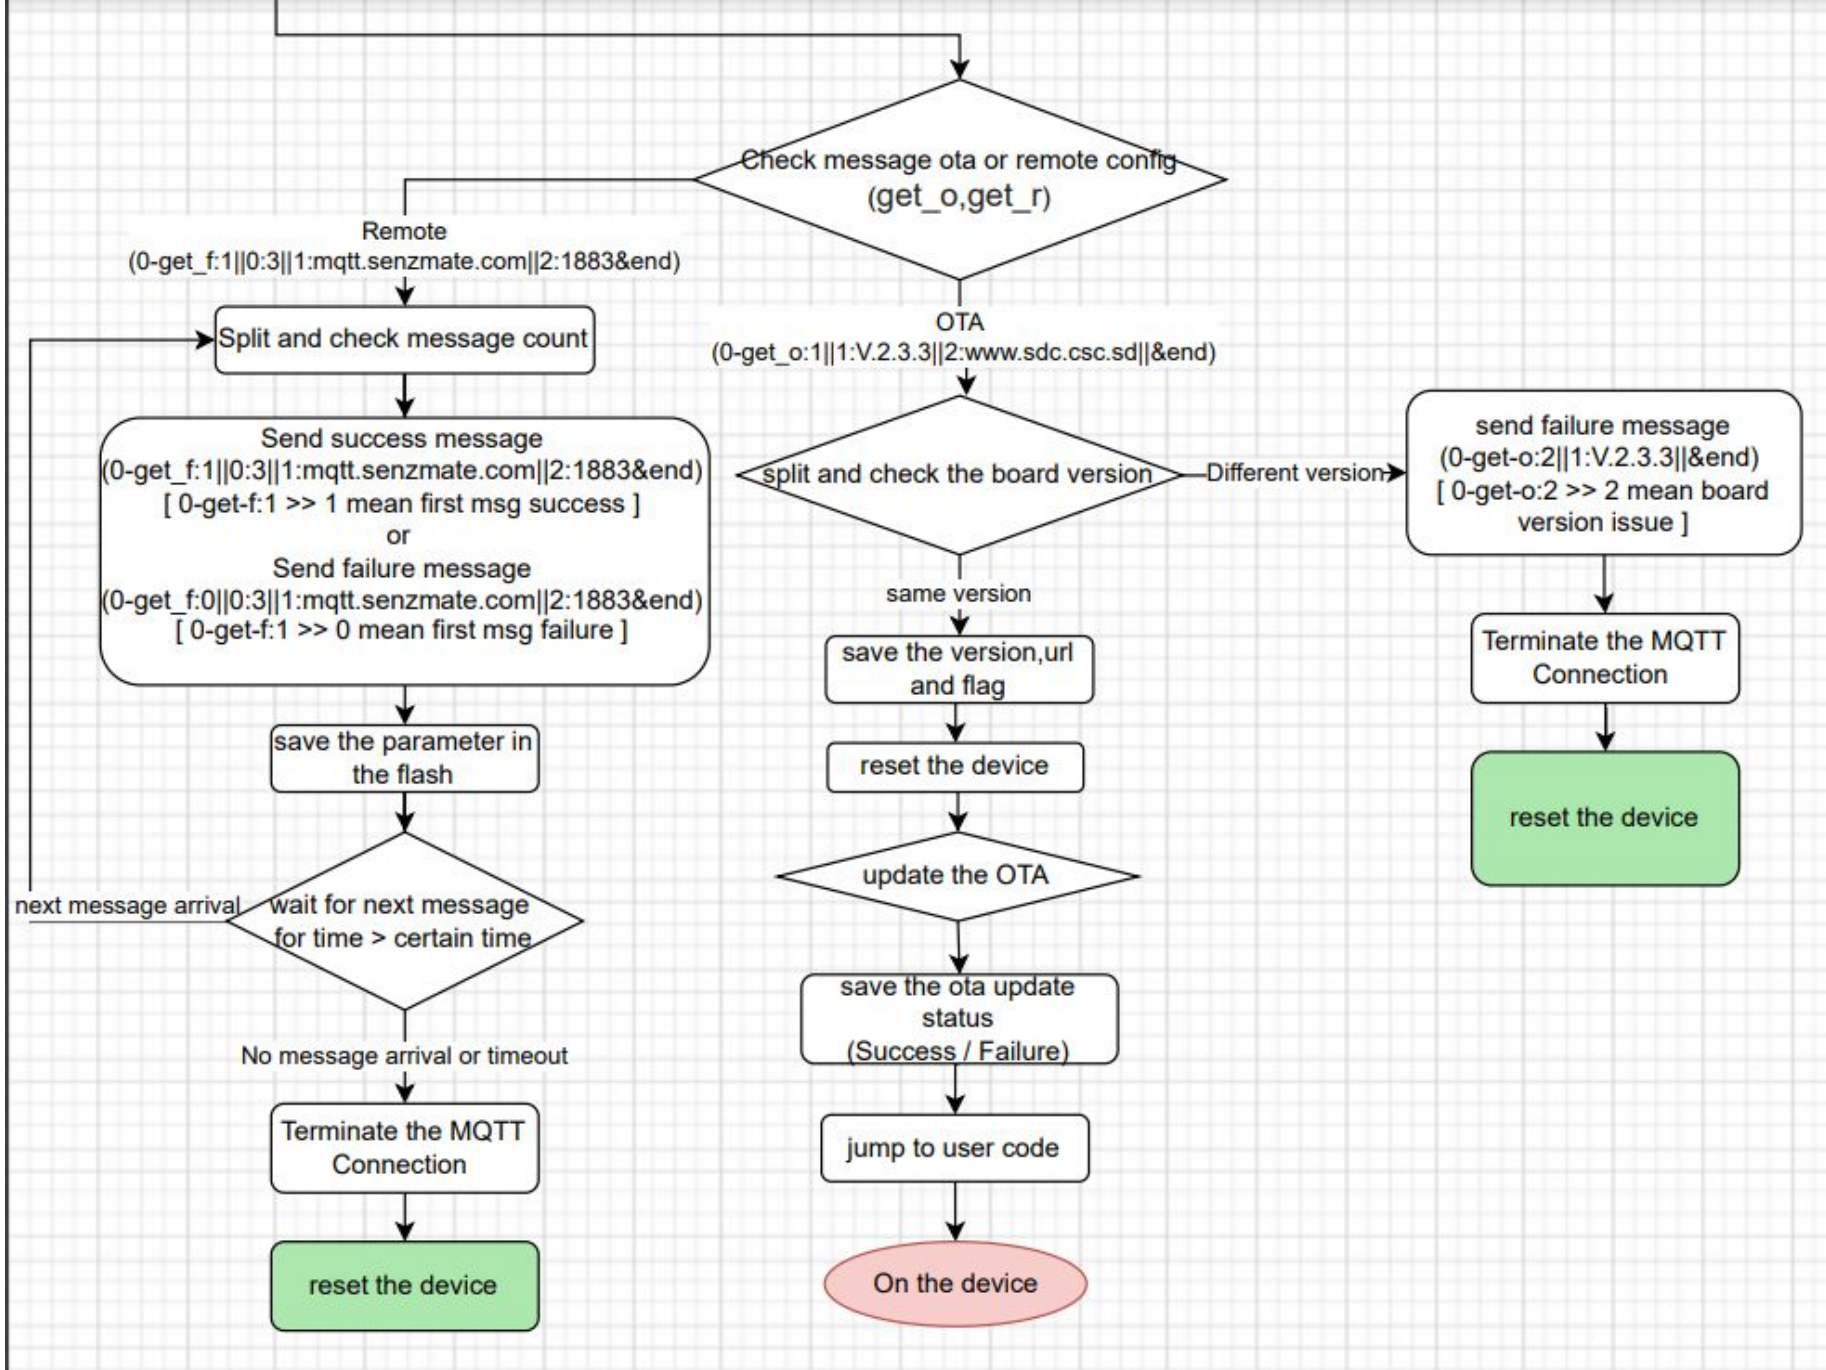 Check message ota or remote config
(get_o,get_r)
Remote
(0-get_f:1||0:3||1:mqtt.senzmate.com||2:1883&end)
Split and check message count
Send success message
(0-get_f:1||0:3||1:mqtt.senzmate.com||2:1883&end)
[ 0-get-f:1 >> 1 mean first msg success ]
or
Send failure message
(0-get_f:0||0:3||1:mqtt.senzmate.com||2:1883&end)
[ 0-get-f:1 >> 0 mean first msg failure ]
save the parameter in
the flash
next message arrival
wait for next message
for time > certain time
No message arrival or timeout
Terminate the MQTT
Connection
reset the device
OTA
(0-get_o:1||1:V.2.3.3||2:www.sdc.csc.sd||&end)
split and check the board version
same version
save the version,url
and flag
reset the device
update the OTA
save the ota update
status
(Success / Failure)
jump to user code
On the device
Different version
send failure message
(0-get-o:2||1:V.2.3.3||&end)
[ 0-get-o:2 >> 2 mean board
version issue ]
Terminate the MQTT
Connection
reset the device